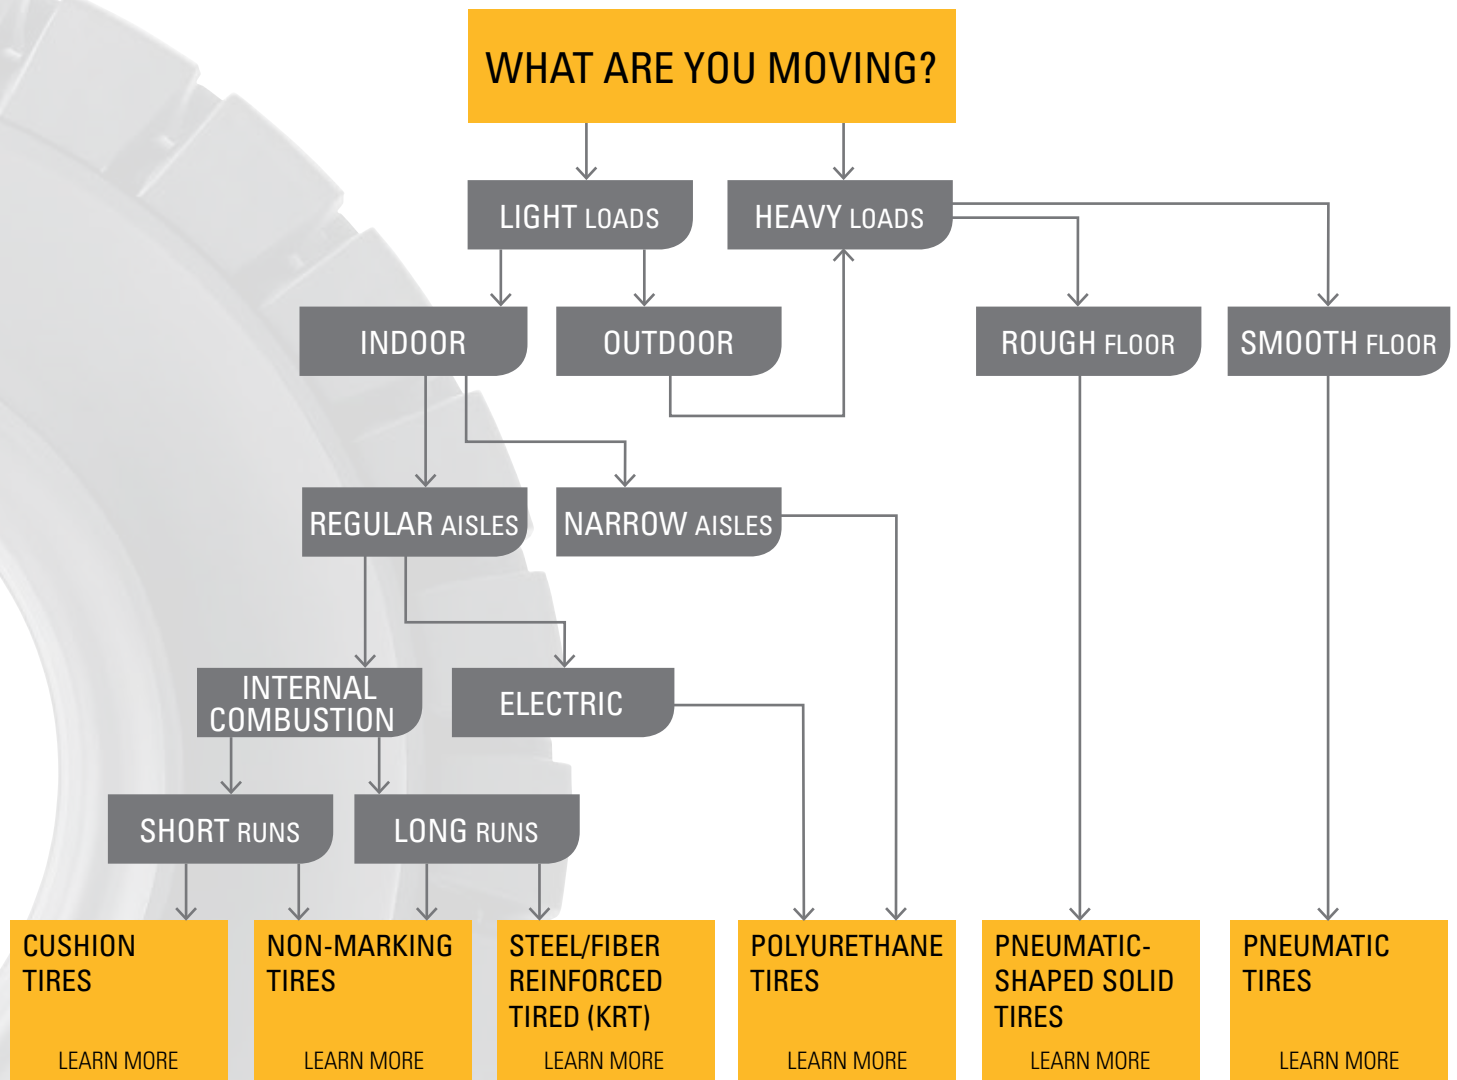 WHAT ARE YOU MOVING?
LIGHT LOADS
HEAVY LOADS
INDOOR
OUTDOOR
ROUGH FLOOR
SMOOTH FLOOR
REGULAR AISLES
NARROW AISLES
INTERNAL
COMBUSTION
ELECTRIC
SHORT RUNS
LONG RUNS
CUSHION
TIRES
LEARN MORE
NON-MARKING
TIRES
LEARN MORE
STEEL/FIBER
REINFORCED
TIRED (KRT)
LEARN MORE
POLYURETHANE
TIRES
LEARN MORE
PNEUMATIC-
SHAPED SOLID
TIRES
LEARN MORE
PNEUMATIC
TIRES
LEARN MORE